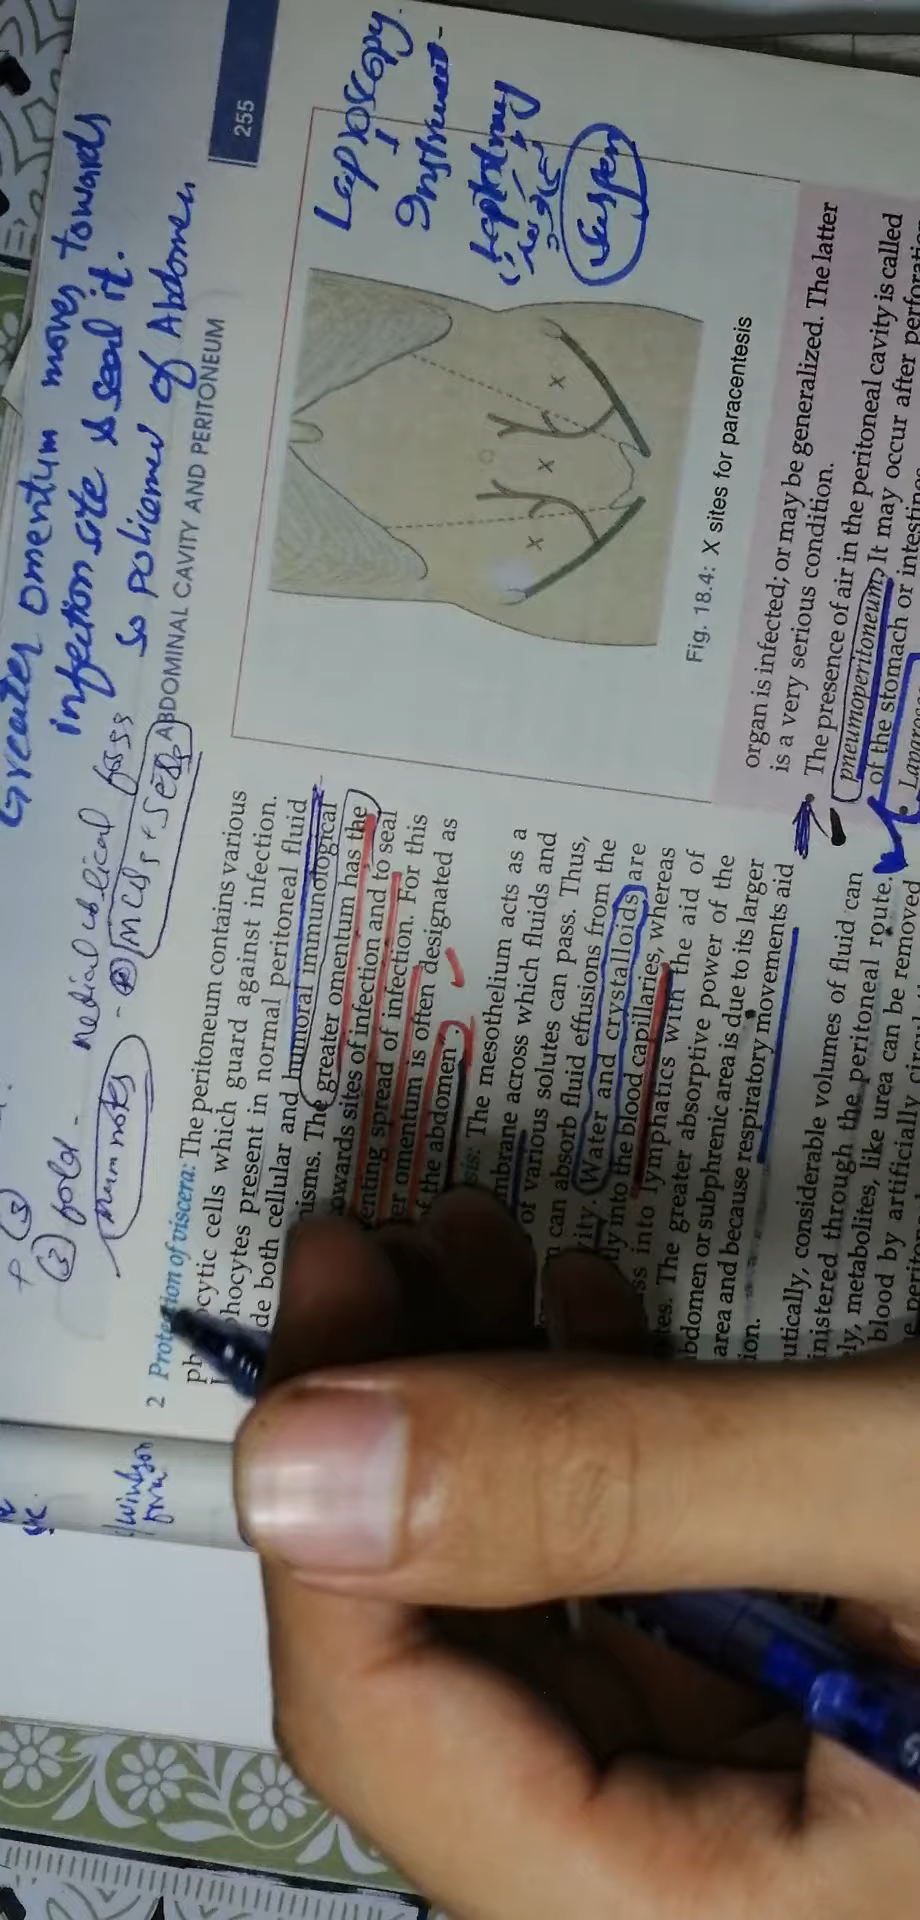 Greater omentum moves towards
infection site & seal it.
so policemen of Abdomen
③
③ fold - medial
255
ABDOMINAL CAVITY AND PERITONEUM
2 Protection of viscera: The peritoneum contains various
cytic cells which guard against infection.
phocytes present in normal peritoneal fluid
de both cellular and humoral immunological
isms. The greater omentum has the
owards sites of infection and to seal
enting spread of infection. For this
er omentum is often designated as
f the abdomen"
sis: The mesothelium acts as a
mbrane across which fluids and
of various solutes can pass. Thus,
can absorb fluid effusions from the
ity. Water and crystalloids are
tly into the blood capillaries, whereas
ss into lymphatics with the aid of
tes. The greater absorptive power of the
bdomen or subphrenic area is due to its larger
area and because respiratory movements aid
ion.
utically, considerable volumes of fluid can
inistered through the peritoneal route.
ly, metabolites, like urea can be removed
blood by artificially
Instrument-
x
x
x
Fig. 18.4: X sites for paracentesis
organ is infected; or may be generalized. The latter
is a very serious condition.
• The presence of air in the peritoneal cavity is called
pneumoperitoneum. It may occur after
of the stomach or